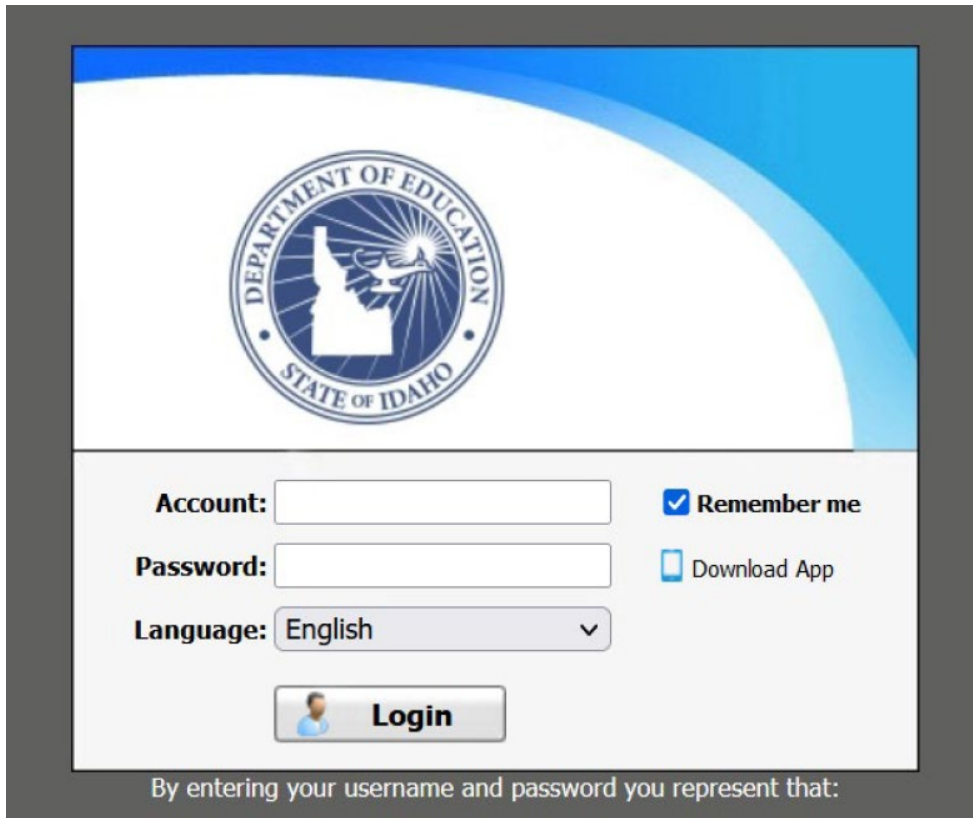 DEPARTMENT OF EDUCATION
STATE OF IDAHO
Account:
Remember me
Password:
Download App
Language: English
Login
By entering your username and password you represent that: